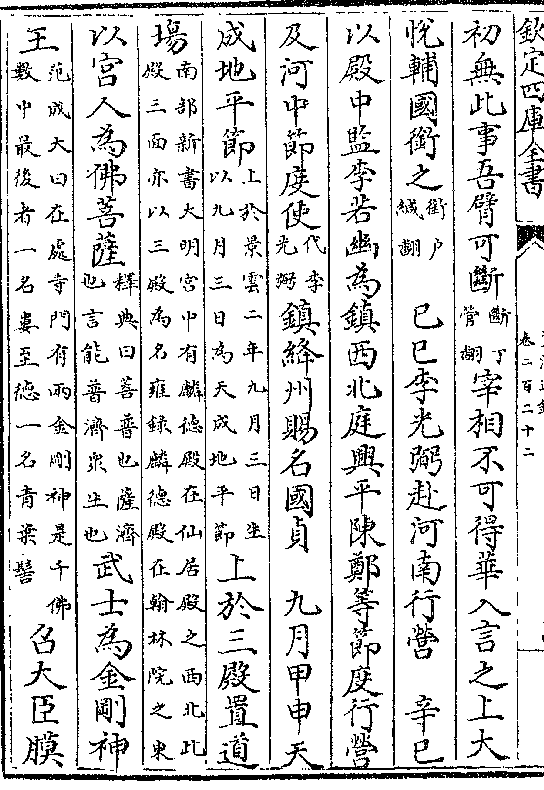 欽定四庫全書
卷二百二十二
初無此事吾臂可斷斷丁管翻宰相不可得華入言之上大
悅輔國銜之銜戶緘翻 己巳李光弼赴河南行營 辛巳
以殿中監李若幽為鎮西北庭興平陳鄭等節度行營
及河中節度使代李光弼鎮絳州賜名國貞 九月甲申天
成地平節上於景雲二年九月三日生以九月三日為天成地平節上於三殿置道
場南部新書大明宮中有麟德殿在仙居殿之西北此殿三面亦以三殿為名雍録麟德殿在翰林院之東
以宮人為佛菩薩釋典曰菩普也薩濟也言能普濟衆生也武士為金剛神
王范成大曰在處寺門有兩金剛神是千佛數中最後者一名婁至德一名青葉髻召大臣膜